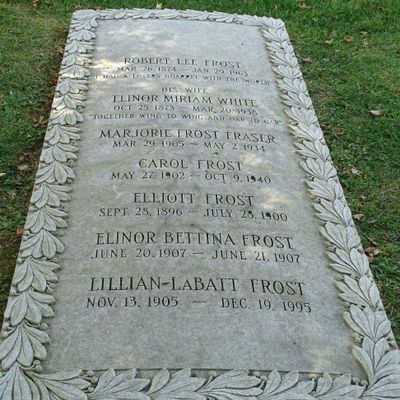 ROBERT LEE FROST
MAR. 26, 1874 — JAN. 29, 1963
"I HAD A LOVER'S QUARREL WITH THE WORLD"
HIS WIFE
ELINOR MIRIAM WHITE
OCT. 25, 1873 — MAR. 20, 1938
"TOGETHER WING TO WING AND OAR TO OAR"
MARJORIE FROST FRASER
MAR. 29, 1905 — MAY 2, 1934
CAROL FROST
MAY 27, 1902 — OCT. 9, 1940
ELLIOTT FROST
SEPT. 25, 1896 — JULY 25, 1900
ELINOR BETTINA FROST
JUNE 20, 1907 — JUNE 21, 1907
LILLIAN-LABATT FROST
NOV. 13, 1905 — DEC. 19, 1995